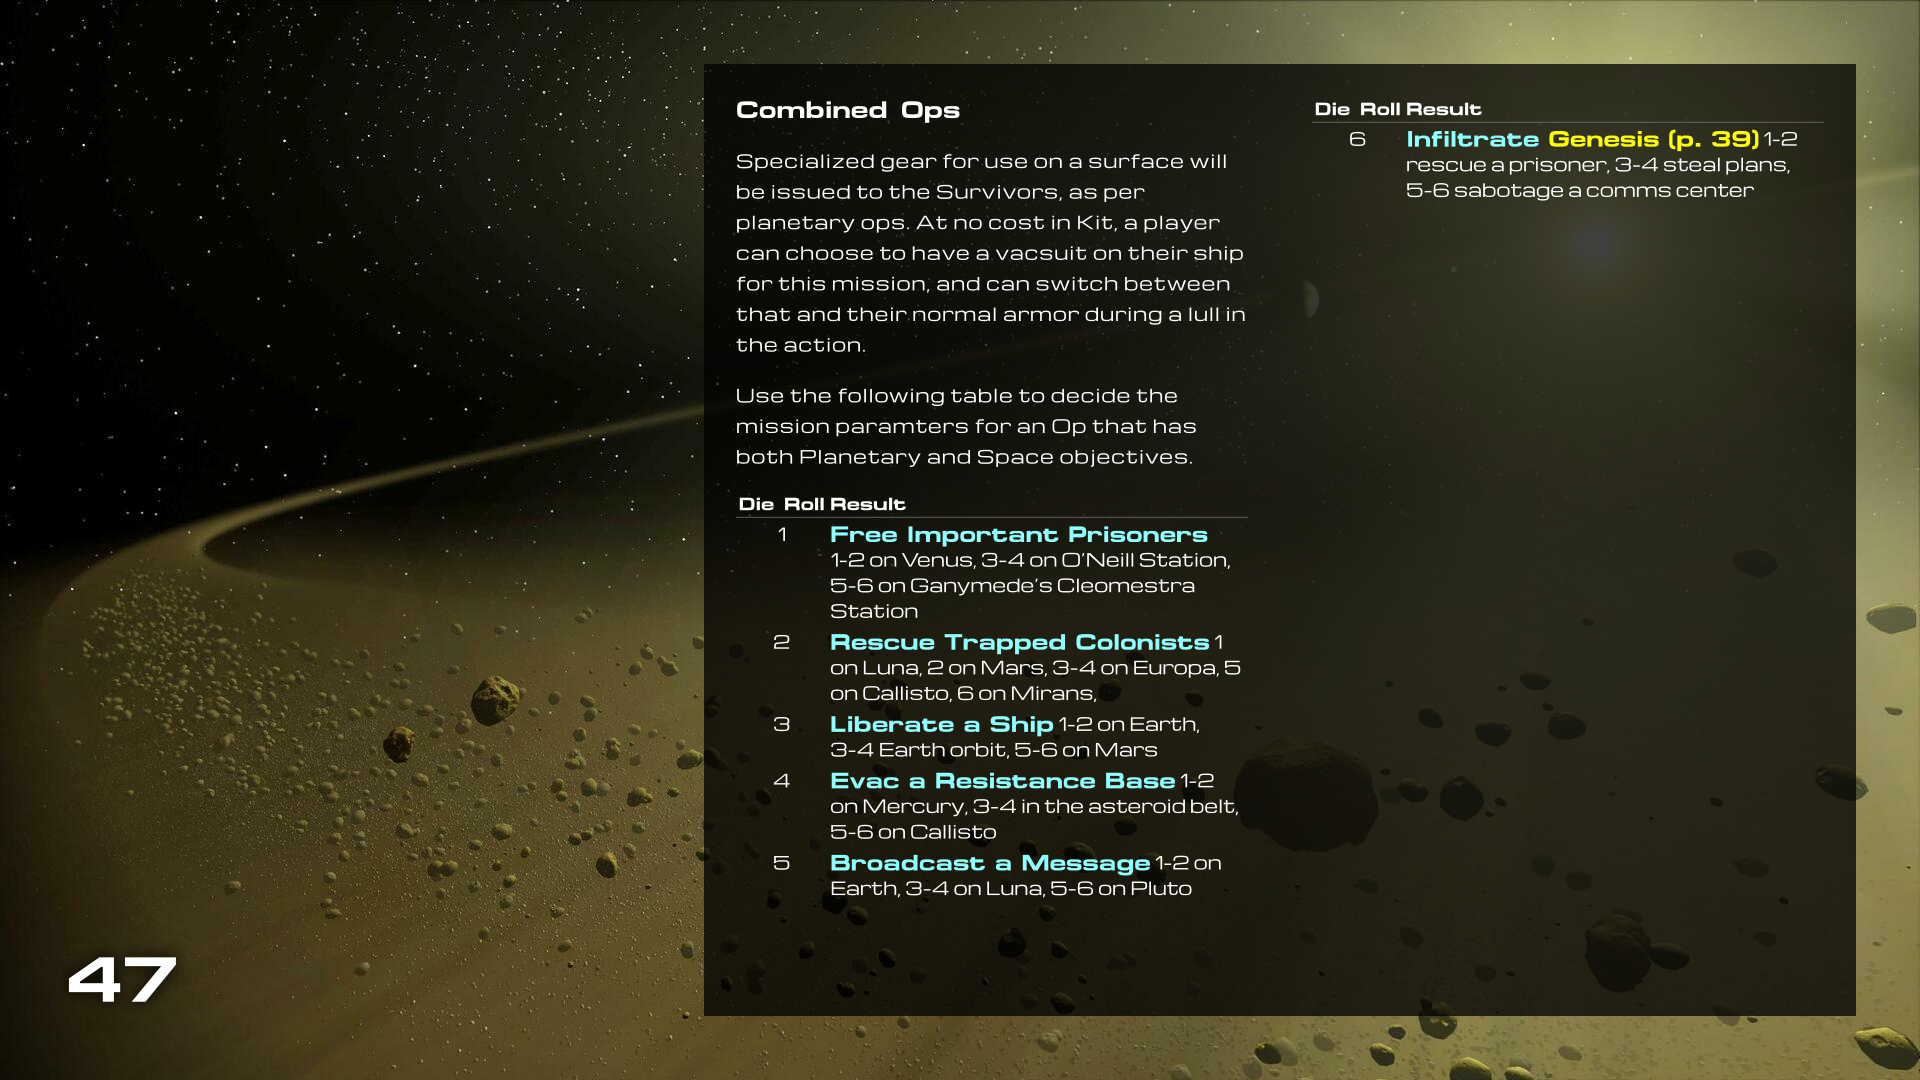 Combined Ops
Specialized gear for use on a surface will
be issued to the Survivors, as per
planetary ops. At no cost in Kit, a player
can choose to have a vacsuit on their ship
for this mission, and can switch between
that and their normal armor during a lull in
the action.
Use the following table to decide the
mission paramters for an Op that has
both Planetary and Space objectives.
Die Roll Result
1 Free Important Prisoners
1-2 on Venus, 3-4 on O'Neill Station,
5-6 on Ganymede's Cleomestra
Station
2 Rescue Trapped Colonists 1
on Luna, 2 on Mars, 3-4 on Europa, 5
on Callisto, 6 on Mirans,
3 Liberate a Ship 1-2 on Earth,
3-4 Earth orbit, 5-6 on Mars
4 Evac a Resistance Base 1-2
on Mercury, 3-4 in the asteroid belt,
5-6 on Callisto
5 Broadcast a Message 1-2 on
Earth, 3-4 on Luna, 5-6 on Pluto
Die Roll Result
6 Infiltrate Genesis (p. 39) 1-2
rescue a prisoner, 3-4 steal plans,
5-6 sabotage a comms center
47